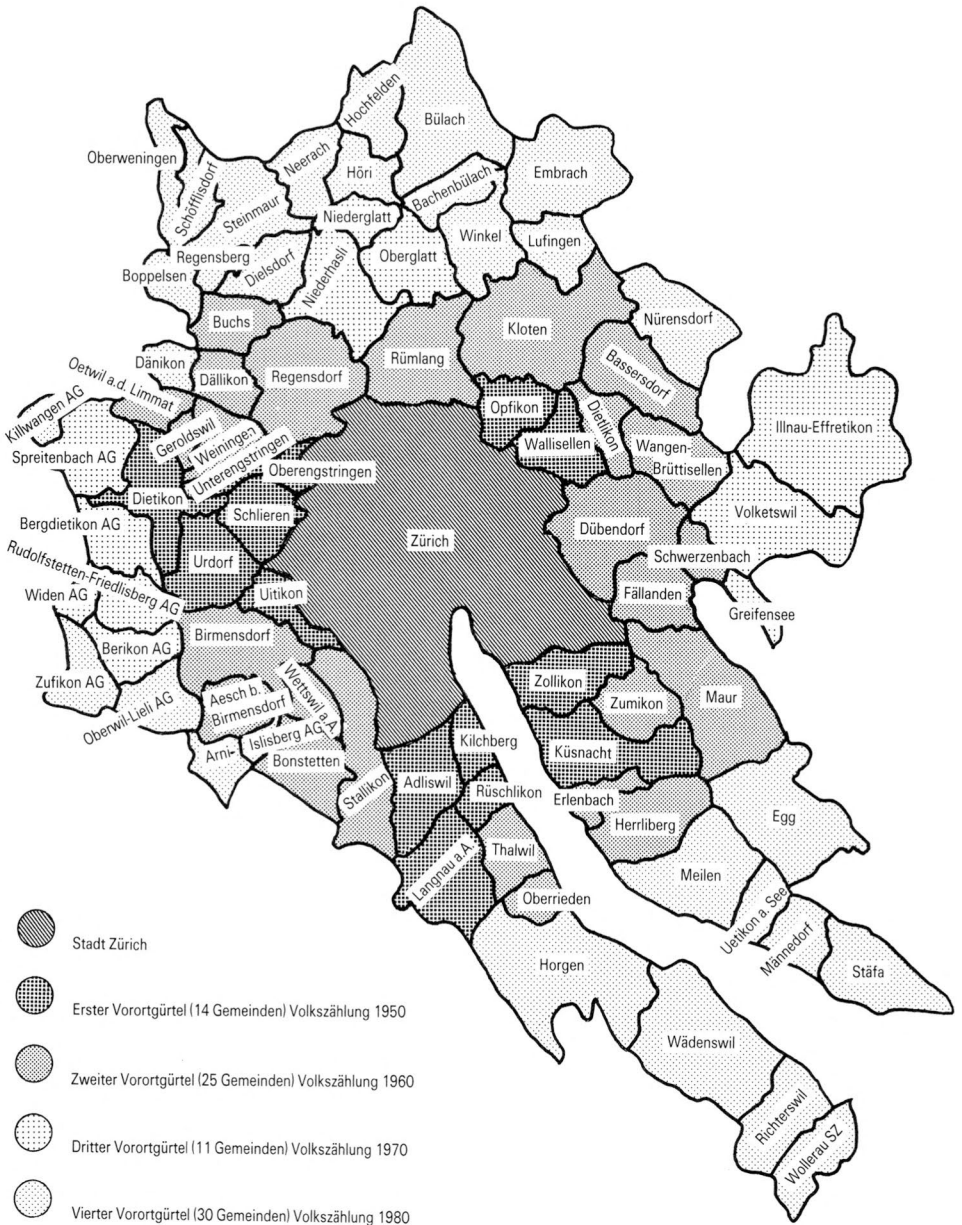 Hochfelden
Bülach
Oberweningen
Schöfflisdorf
Steinmaur
Neerach
Höri
Bachenbülach
Embrach
Niederglatt
Winkel
Lufingen
Regensberg
Boppelsen
Dielsdorf
Niederhasli
Oberglatt
Buchs
Kloten
Nürensdorf
Dänikon
Dällikon
Regensdorf
Rümlang
Bassersdorf
Oetwil a.d. Limmat
Killwangen AG
Geroldswil
Weiningen
Unterengstringen
Oberengstringen
Opfikon
Wallisellen
Dietlikon
Wangen-
Brüttisellen
Illnau-Effretikon
Spreitenbach AG
Dietikon
Schlieren
Volketswil
Bergdietikon AG
Urdorf
Zürich
Dübendorf
Schwerzenbach
Rudolfstetten-Friedlisberg AG
Uitikon
Fällanden
Greifensee
Widen AG
Berikon AG
Birmensdorf
Zufikon AG
Oberwil-Lieli AG
Aesch b.
Birmensdorf
Wettswil a.A.
Zollikon
Zumikon
Maur
Arni-
Islisberg AG
Bonstetten
Stallikon
Kilchberg
Küsnacht
Adliswil
Rüschlikon
Erlenbach
Herrliberg
Egg
Langnau a.A.
Thalwil
Meilen
Oberrieden
Uetikon a. See
Männedorf
Stäfa
Horgen
Wädenswil
Richterswil
Wollerau SZ
Stadt Zürich
Erster Vorortgürtel (14 Gemeinden) Volkszählung 1950
Zweiter Vorortgürtel (25 Gemeinden) Volkszählung 1960
Dritter Vorortgürtel (11 Gemeinden) Volkszählung 1970
Vierter Vorortgürtel (30 Gemeinden) Volkszählung 1980